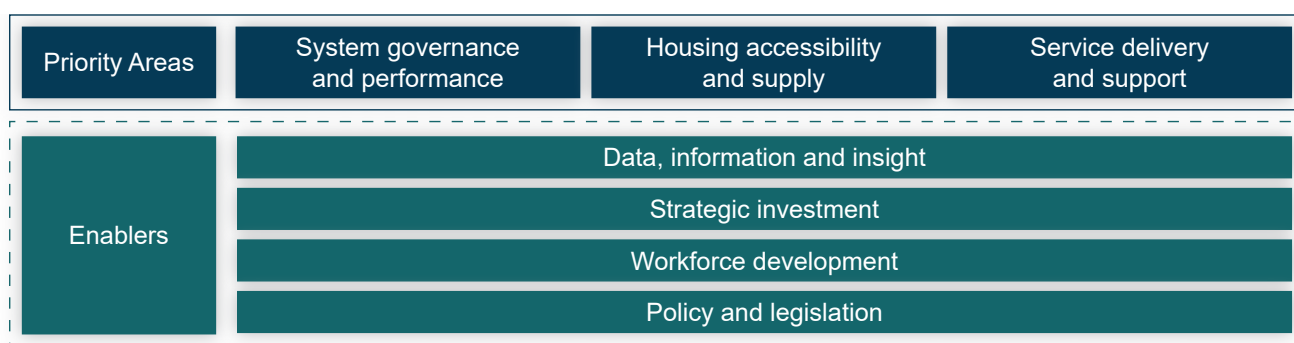 Priority Areas
System governance
and performance
Housing accessibility
and supply
Service delivery
and support
Enablers
Data, information and insight
Strategic investment
Workforce development
Policy and legislation